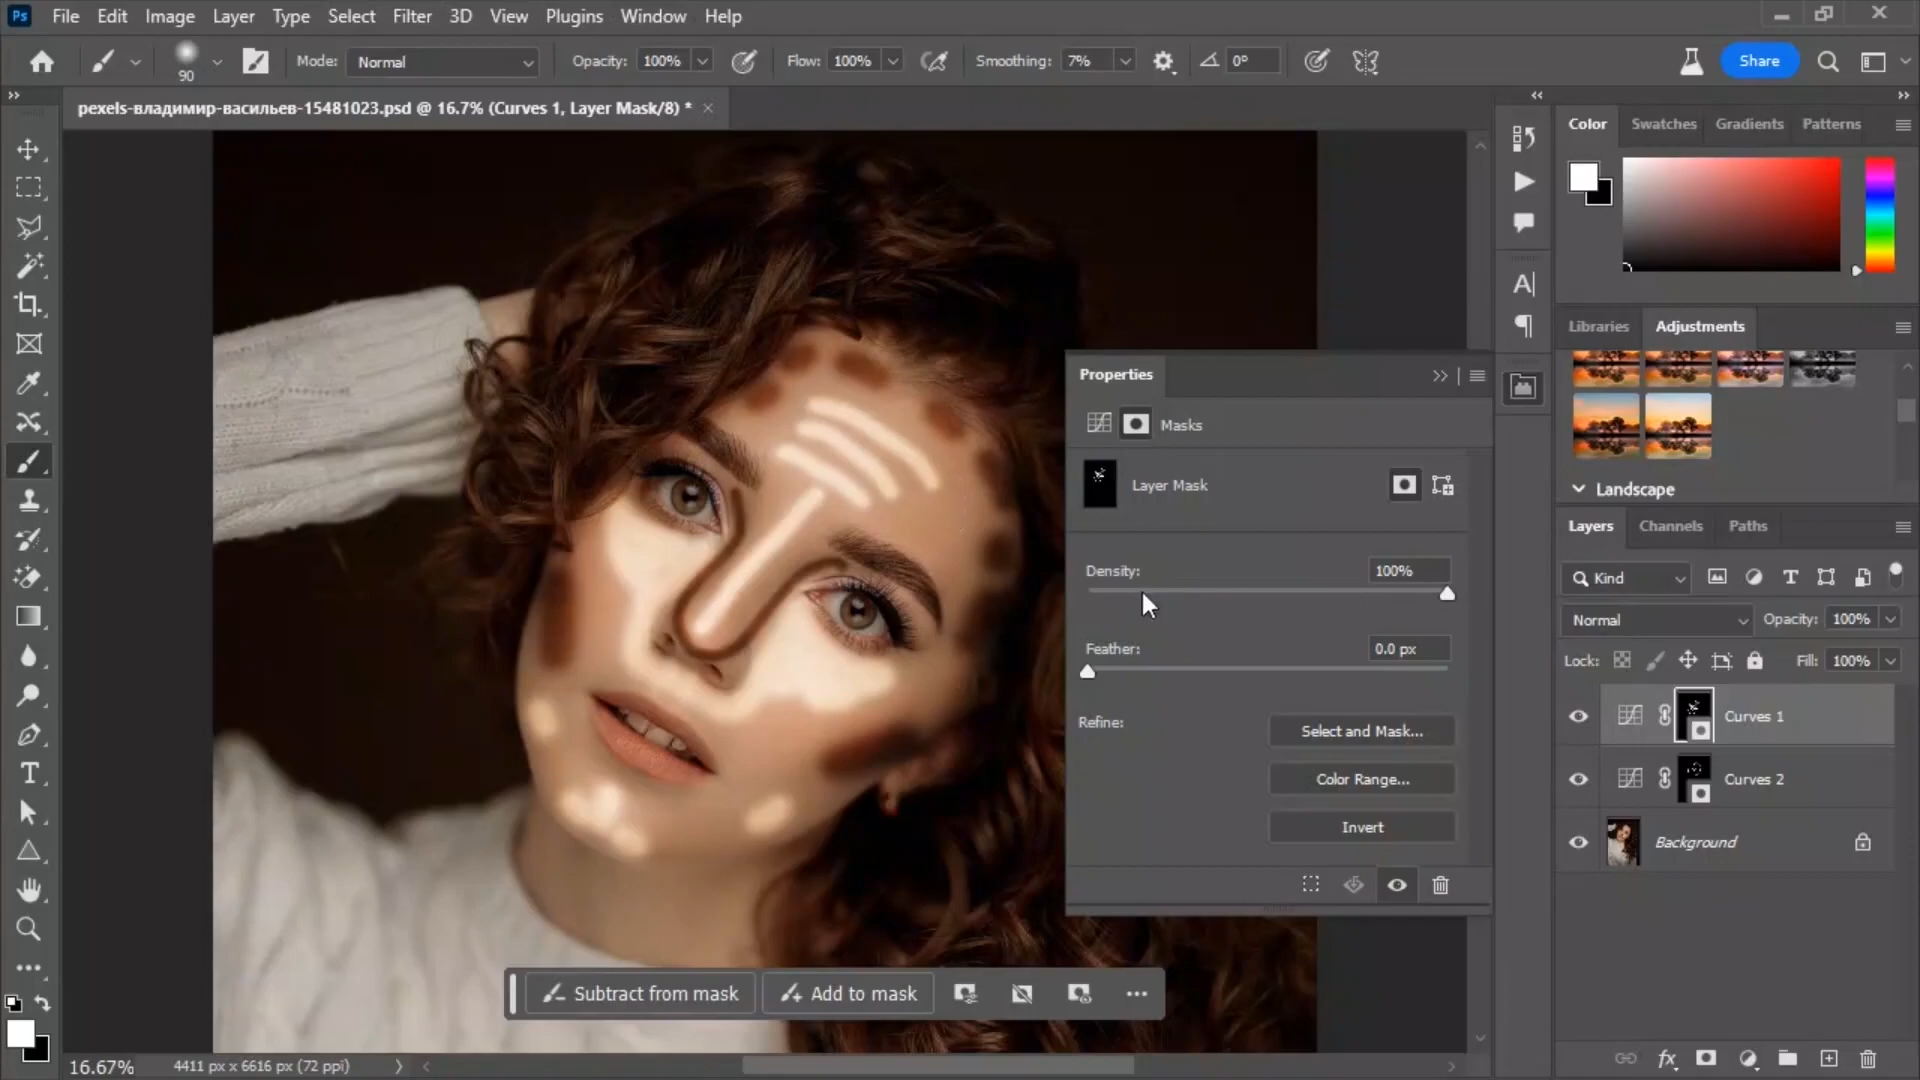 Ps File Edit Image Layer Type Select Filter 3D View Plugins Window Help
90 Mode: Normal Opacity: 100% Flow: 100% Smoothing: 7% 0° Share
pexels-владимир-васильев-15481023.psd @ 16.7% (Curves 1, Layer Mask/8) *
Color Swatches Gradients Patterns
Libraries Adjustments
Landscape
Properties
Masks
Layer Mask
Density: 100%
Feather: 0.0 px
Refine: Select and Mask...
Color Range...
Invert
Layers Channels Paths
Kind
Normal Opacity: 100%
Lock: Fill: 100%
Curves 1
Curves 2
Background
Subtract from mask Add to mask
16.67% 4411 px x 6616 px (72 ppi)